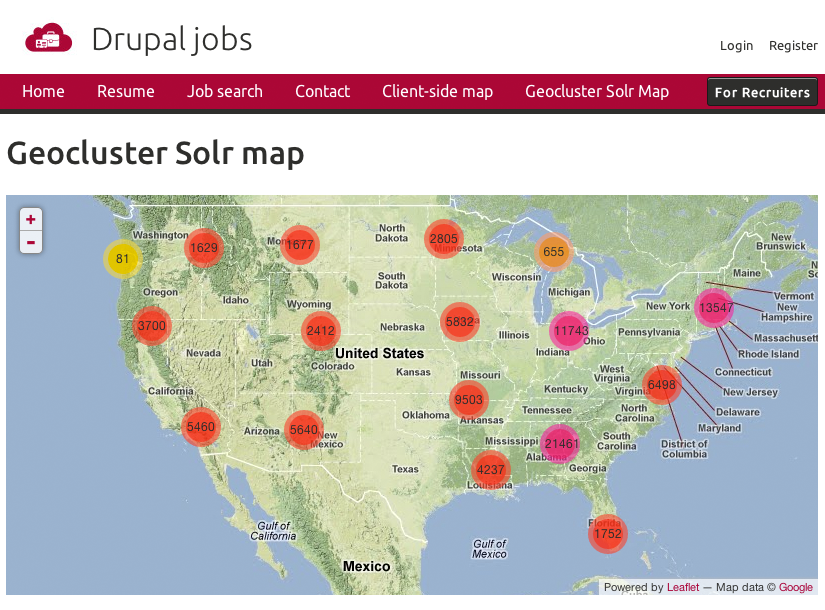 Drupal jobs
Login Register
Home Resume Job search Contact Client-side map Geocluster Solr Map For Recruiters
Geocluster Solr map
+
-
Washington
North
Dakota
Minnesota
New
Brunswick
81
1629
1677
2805
655
Maine
Oregon
Idaho
South
Dakota
Wisconsin
Michigan
Vermont
New
Hampshire
Wyoming
New York
13547
3700
2412
Nebraska
5832
Illinois
11743
Ohio
Pennsylvania
Massachusett
Rhode Island
Nevada
United States
Indiana
Utah
Colorado
Kansas
Missouri
West
Virginia
Connecticut
California
Kentucky
6498
New Jersey
9503
Oklahoma
Arkansas
Tennessee
North
Carolina
Delaware
Maryland
5460
Arizona
5640
New
Mexico
Mississippi
21461
Alabama
South
Carolina
District of
Columbia
Texas
4237
Louisiana
Georgia
Florida
1752
Gulf of
California
Gulf of
Mexico
Mexico
Powered by Leaflet — Map data © Google